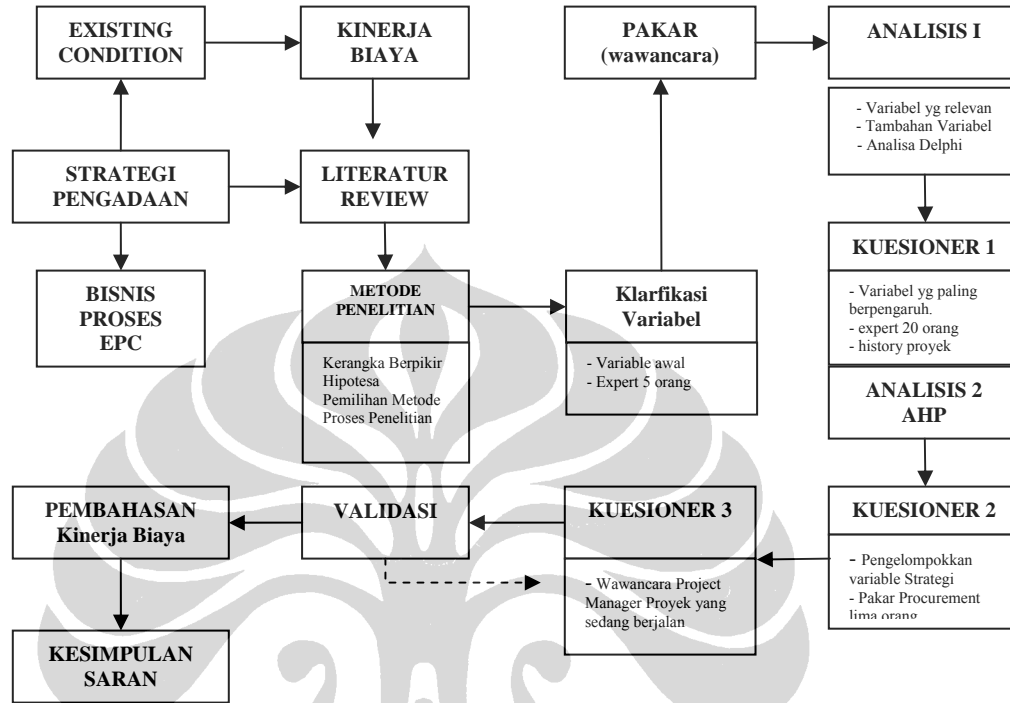 EXISTING
CONDITION
KINERJA
BIAYA
PAKAR
(wawancara)
ANALISIS I
- Variabel yg relevan
- Tambahan Variabel
- Analisa Delphi
STRATEGI
PENGADAAN
LITERATUR
REVIEW
KUESIONER 1
- Variabel yg paling
berpengaruh.
- expert 20 orang
- history proyek
BISNIS
PROSES
EPC
METODE
PENELITIAN
Kerangka Berpikir
Hipotesa
Pemilihan Metode
Proses Penelitian
Klarfikasi
Variabel
- Variable awal
- Expert 5 orang
ANALISIS 2
AHP
PEMBAHASAN
Kinerja Biaya
VALIDASI
KUESIONER 3
- Wawancara Project
Manager Proyek yang
sedang berjalan
KUESIONER 2
- Pengelompokkan
variable Strategi
- Pakar Procurement
lima orang
KESIMPULAN
SARAN